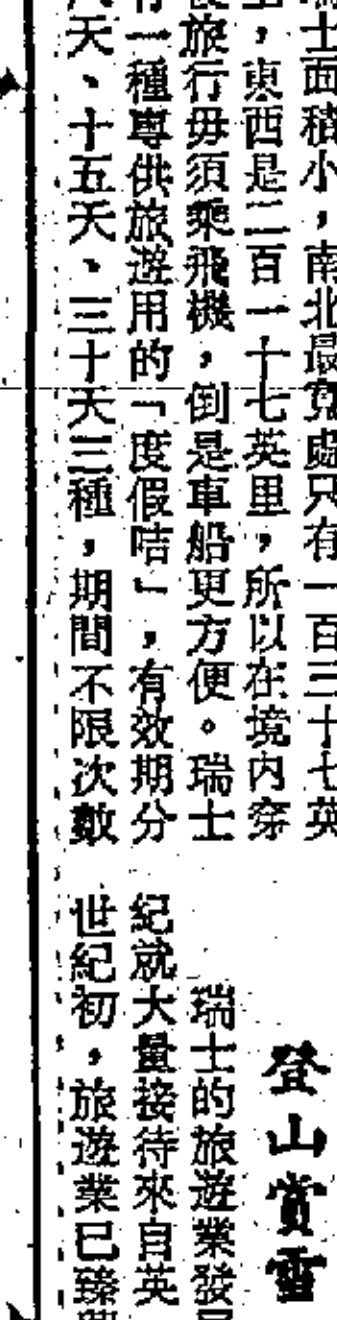 士面積小，南北最寬處只有一百三十七英
，東西是二百一十七英里，所以在境內穿
旅行毋須乘飛機，倒是車船更方便。瑞士
一種專供旅遊用的「度假咭」，有效期分
天、十五天、三十天三種，期間不限次數
登山賞雪
瑞士的旅遊業發
紀就大量接待來自英
世紀初，旅遊業已臻